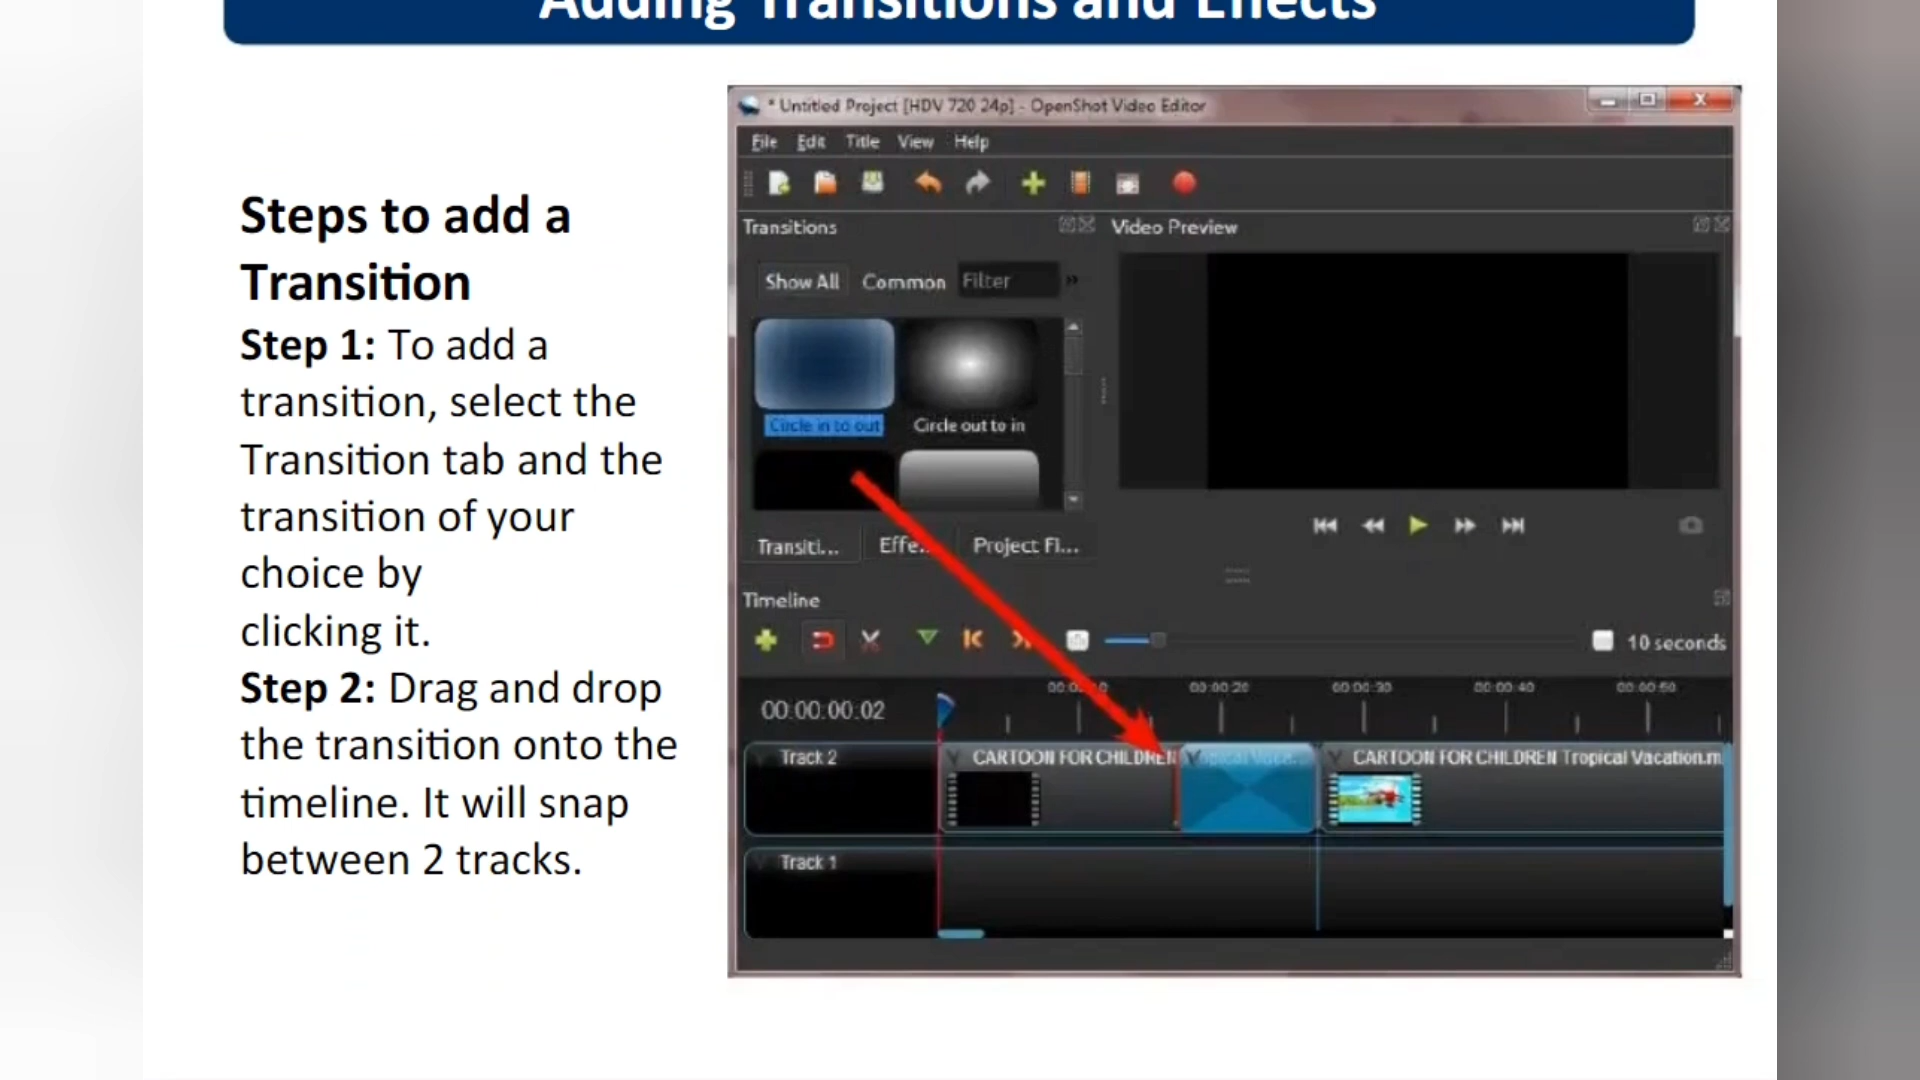 Adding Transitions and Effects
Steps to add a
Transition
Step 1: To add a
transition, select the
Transition tab and the
transition of your
choice by
clicking it.
Step 2: Drag and drop
the transition onto the
timeline. It will snap
between 2 tracks.
* Untitled Project [HDV 720 24p] - OpenShot Video Editor
File Edit Title View Help
Transitions
Video Preview
Show All Common Filter
Circle in to out
Circle out to in
Transiti... Effe... Project Fi...
Timeline
10 seconds
00:00:20 00:00:30 00:00:40 00:00:50
00:00:00:02
Track 2
CARTOON FOR CHILDREN
CARTOON FOR CHILDREN Tropical Vacation.m
Track 1